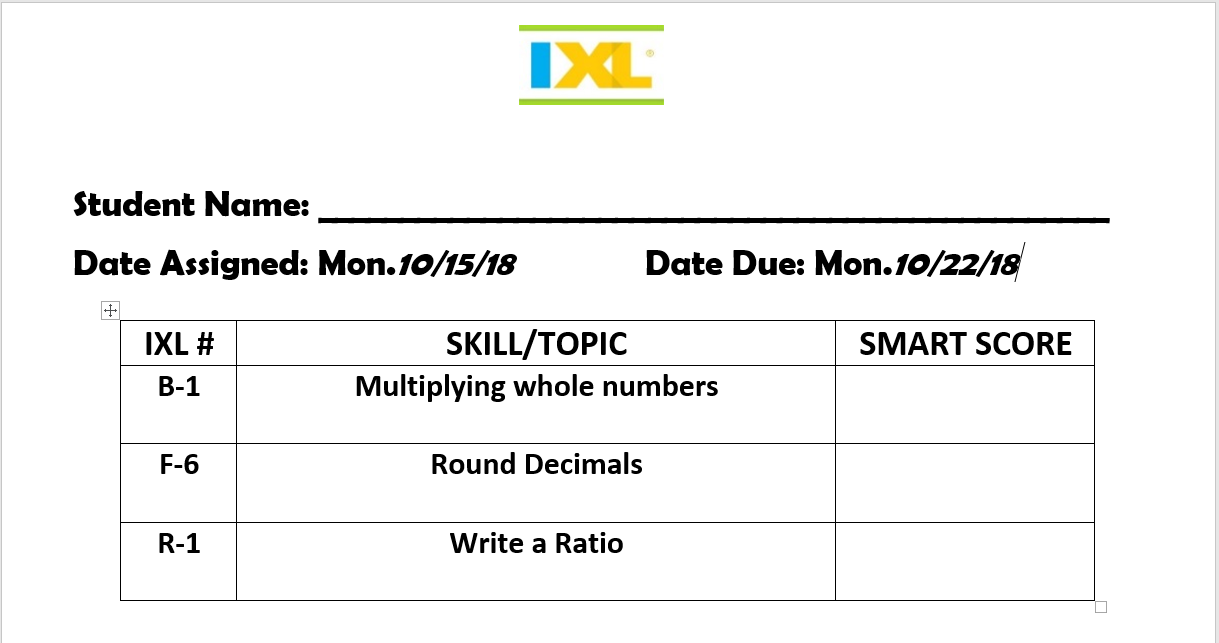 IXL®
Student Name: ________________________________________
Date Assigned: Mon.10/15/18 Date Due: Mon.10/22/18
IXL # SKILL/TOPIC SMART SCORE
B-1 Multiplying whole numbers
F-6 Round Decimals
R-1 Write a Ratio